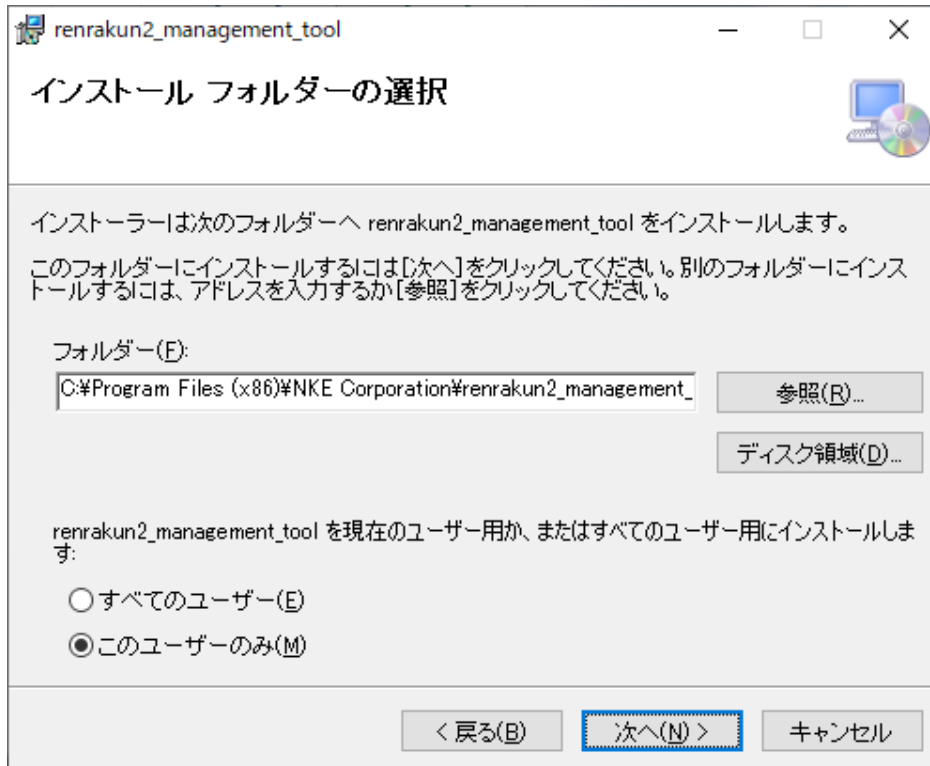 renrakun2_management_tool
インストール フォルダーの選択
インストーラーは次のフォルダーへ renrakun2_management_tool をインストールします。
このフォルダーにインストールするには[次へ]をクリックしてください。別のフォルダーにインス
トールするには、アドレスを入力するか[参照]をクリックしてください。
フォルダー(F):
C:¥Program Files (x86)¥NKE Corporation¥renrakun2_management_
参照(R)...
ディスク領域(D)...
renrakun2_management_tool を現在のユーザー用か、またはすべてのユーザー用にインストールしま
す:
すべてのユーザー(E)
このユーザーのみ(M)
< 戻る(B)
次へ(N) >
キャンセル